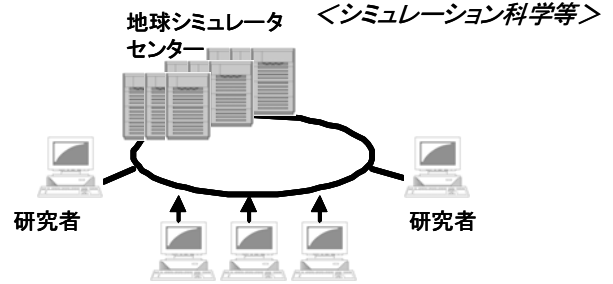 ＜シミュレーション科学等＞
地球シミュレータ
センター
研究者
研究者